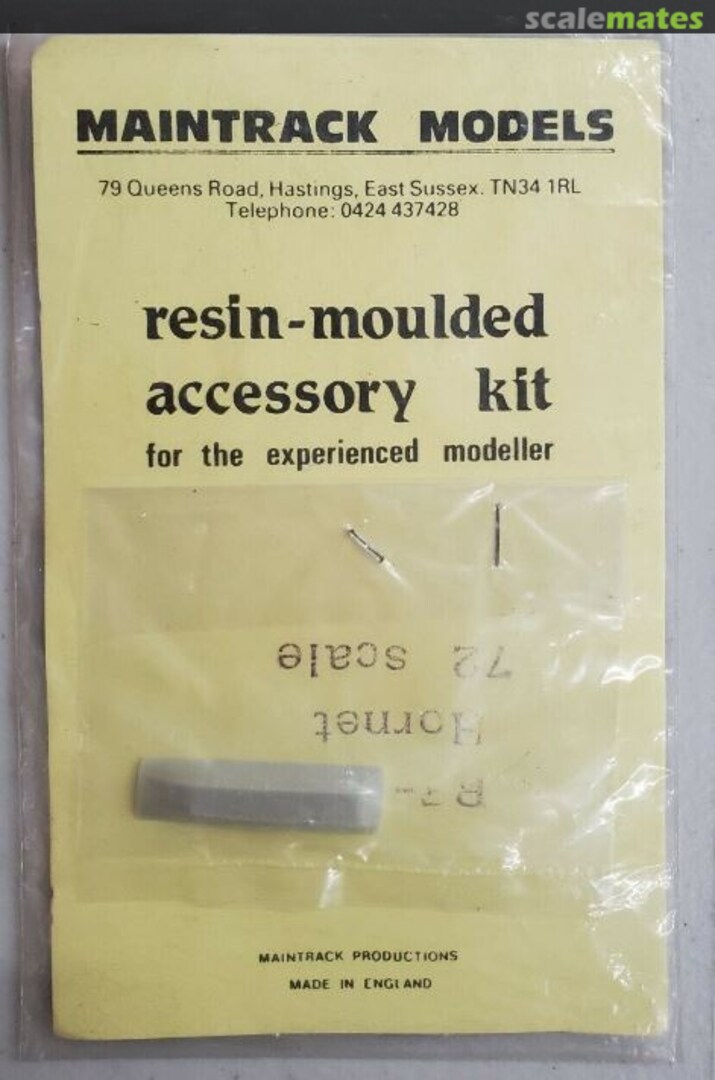 scalemates
MAINTRACK MODELS
79 Queens Road, Hastings, East Sussex. TN34 1RL
Telephone: 0424 437428
resin-moulded
accessory kit
for the experienced modeller
72 scale
Hornet
MAINTRACK PRODUCTIONS
MADE IN ENGLAND